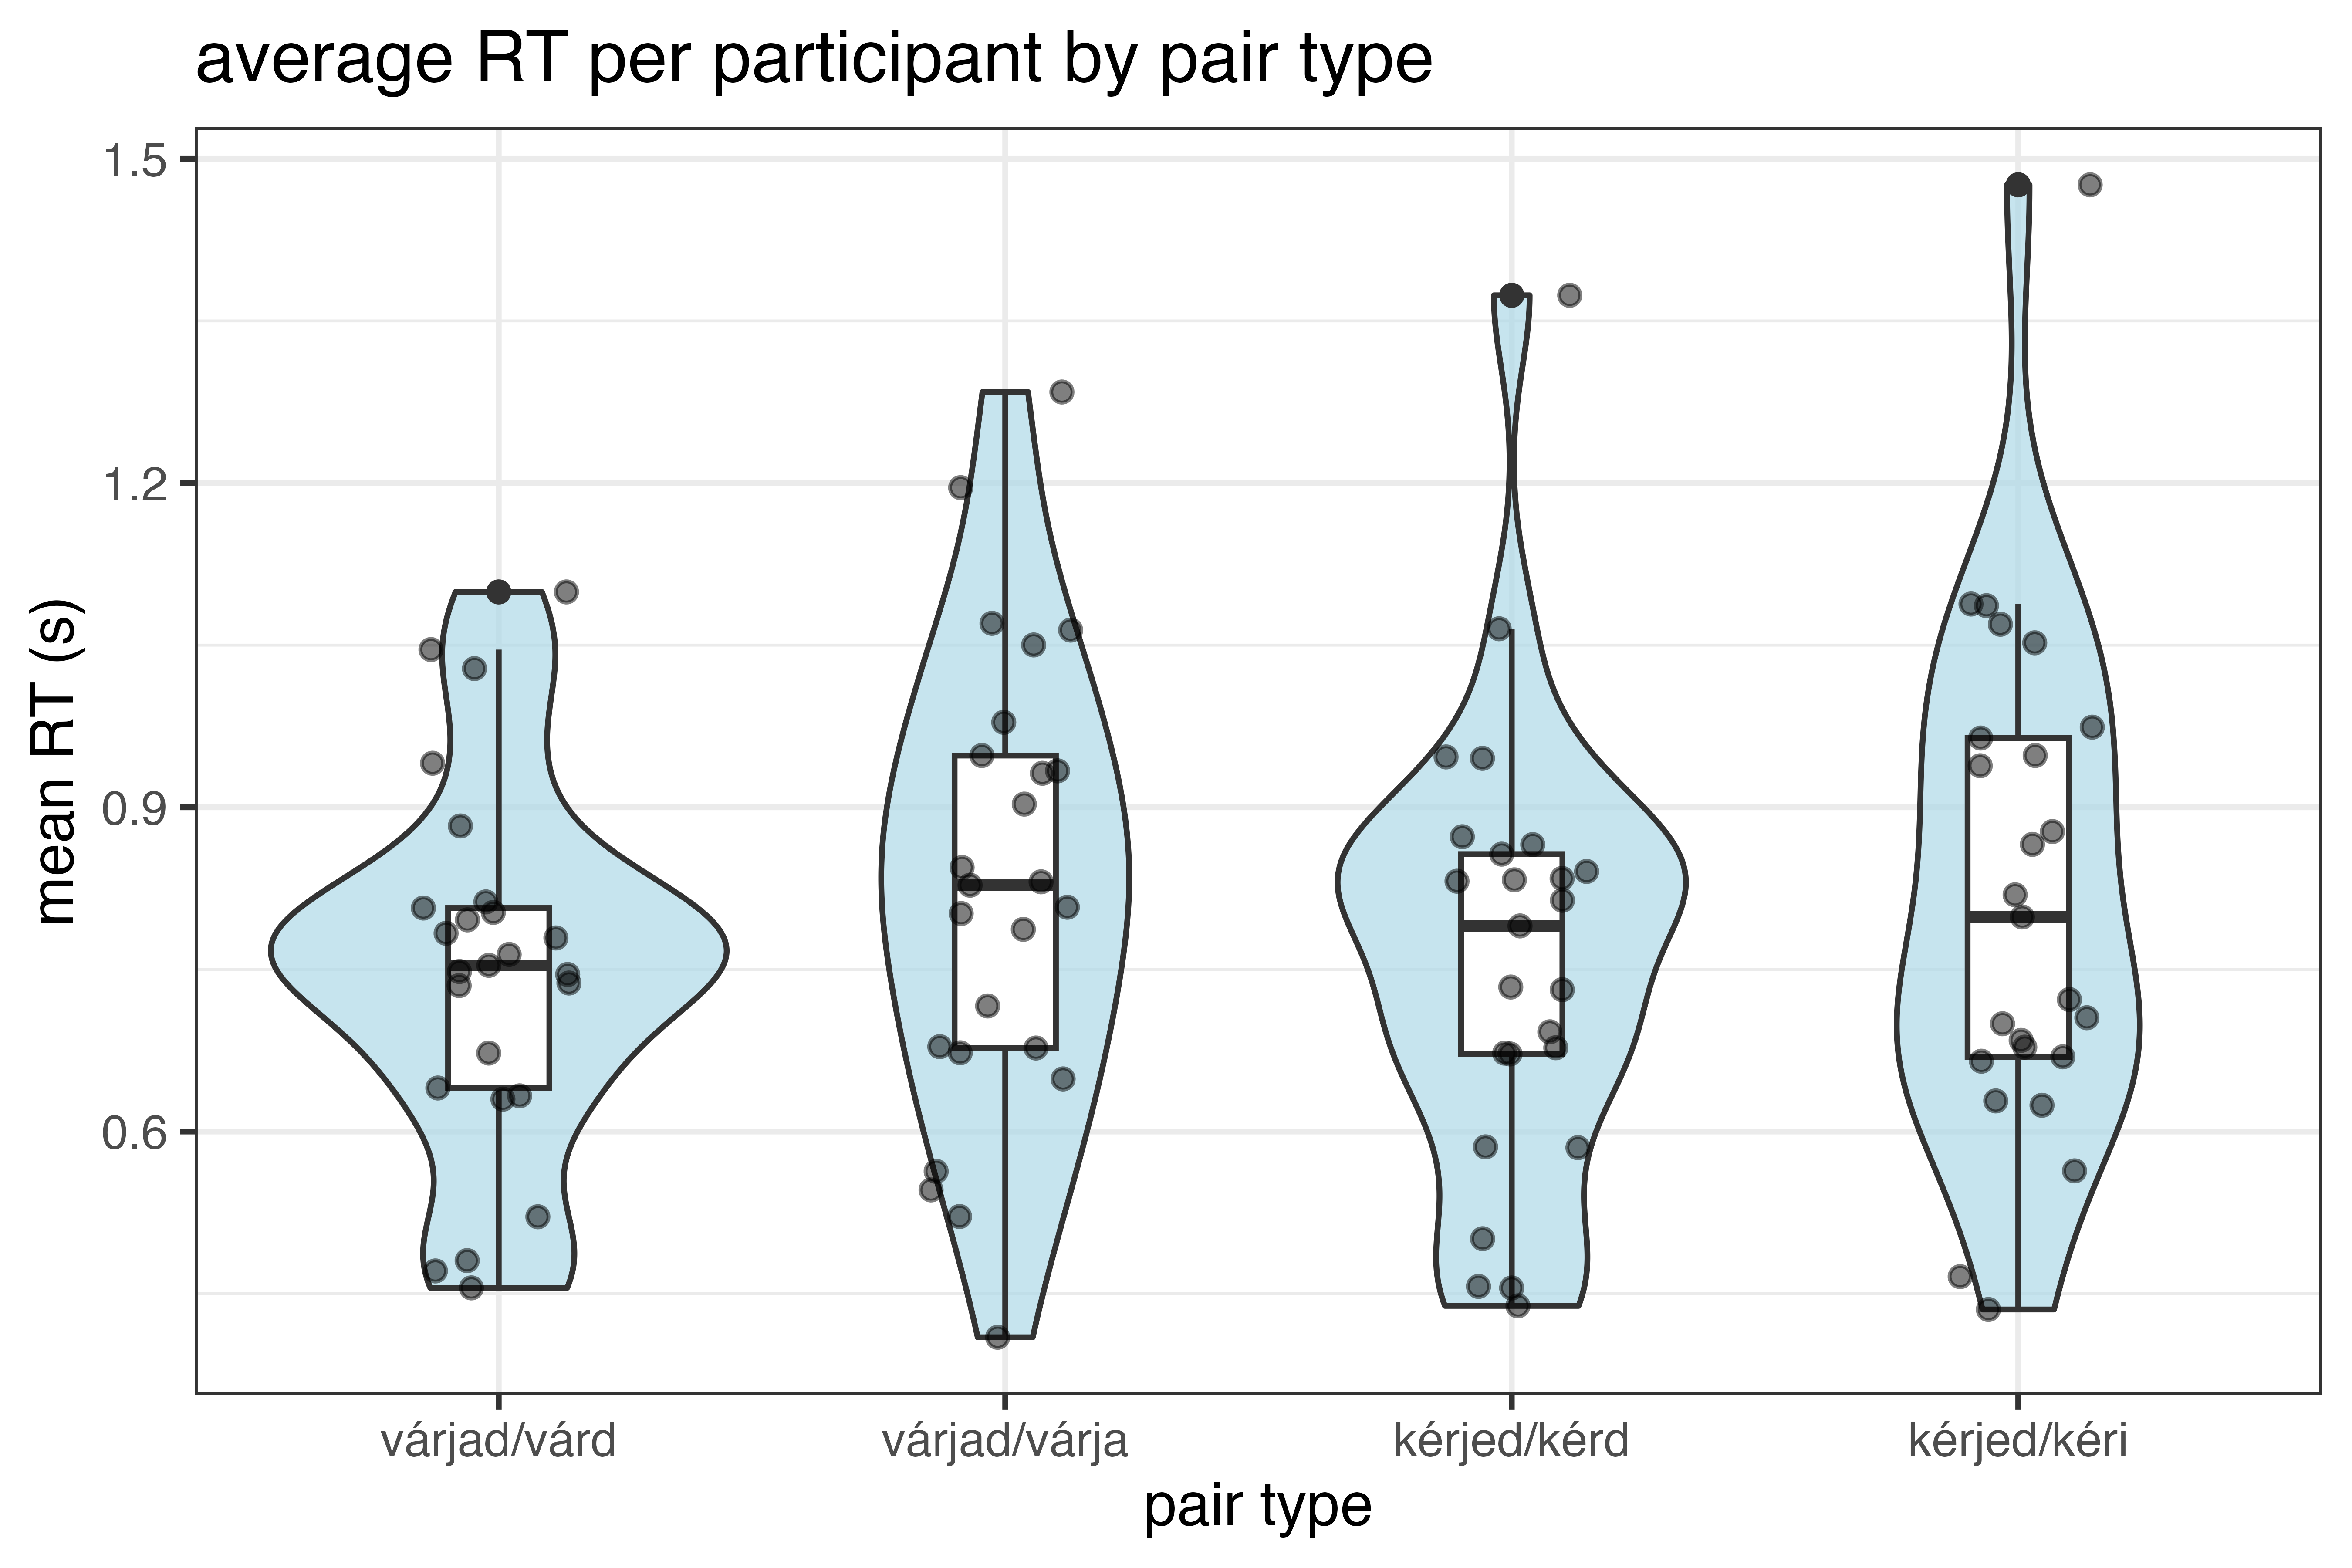 average RT per participant by pair type
1.5
1.2
0.9
0.6
mean RT (s)
várjad/várd
várjad/várja
kérjed/kérd
kérjed/kéri
pair type